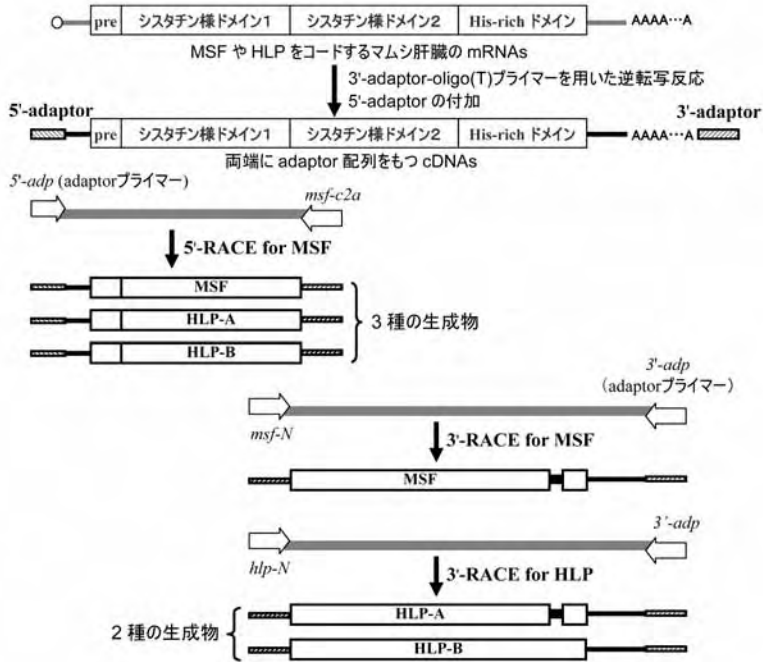 pre シスタチン様ドメイン1 シスタチン様ドメイン2 His-rich ドメイン AAAA…A
MSF や HLP をコードするマムシ肝臓の mRNAs
3'-adaptor-oligo(T)プライマーを用いた逆転写反応
5'-adaptor の付加
5'-adaptor
3'-adaptor
pre シスタチン様ドメイン1 シスタチン様ドメイン2 His-rich ドメイン AAAA…A
両端に adaptor 配列をもつ cDNAs
5'-adp (adaptorプライマー)
msf-c2a
5'-RACE for MSF
MSF
HLP-A
HLP-B
3 種の生成物
3'-adp
(adaptorプライマー)
msf-N
3'-RACE for MSF
MSF
3´-adp
hlp-N
3'-RACE for HLP
HLP-A
HLP-B
2 種の生成物